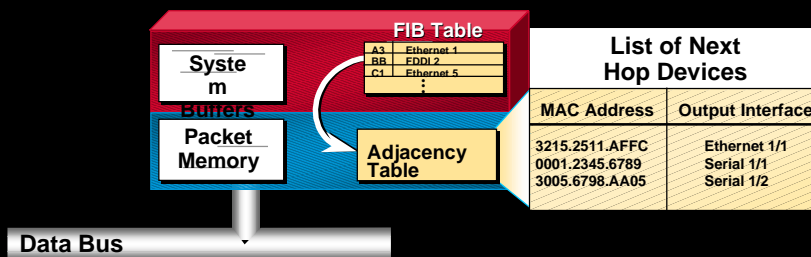 FIB Table
A3 Ethernet 1
BB FDDI 2
C1 Ethernet 5
Syste
m
Buffers
Packet
Memory
Adjacency
Table
List of Next
Hop Devices
MAC Address Output Interface
3215.2511.AFFC Ethernet 1/1
0001.2345.6789 Serial 1/1
3005.6798.AA05 Serial 1/2
Data Bus